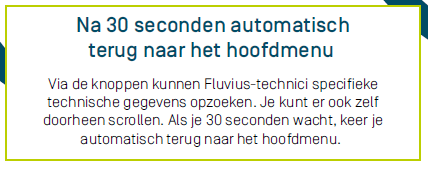 Na 30 seconden automatisch
terug naar het hoofdmenu
Via de knoppen kunnen Fluvius-technici specifieke
technische gegevens opzoeken. Je kunt er ook zelf
doorheen scrollen. Als je 30 seconden wacht, keer je
automatisch terug naar het hoofdmenu.